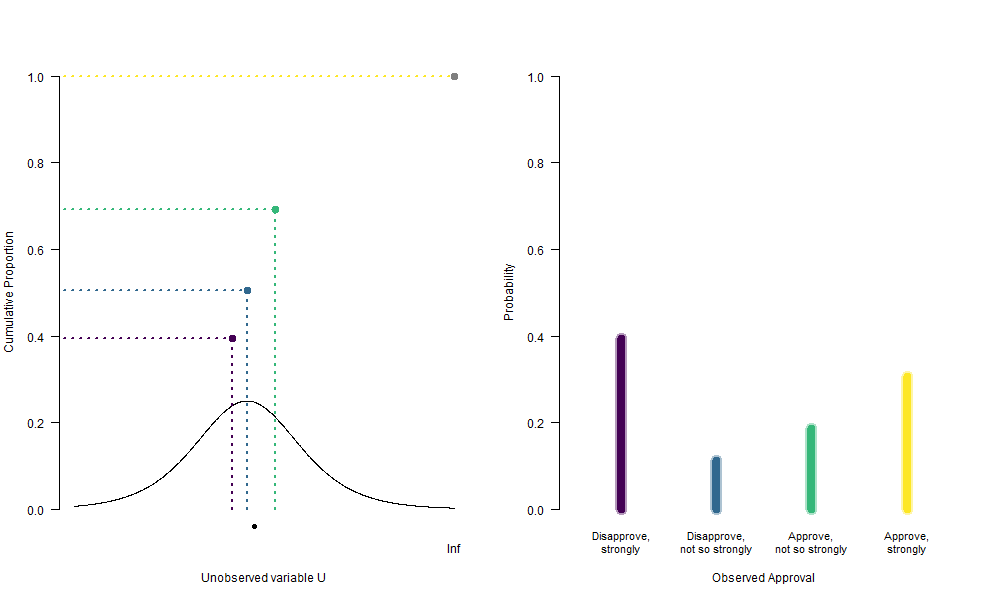 1.0
0.8
0.6
0.4
0.2
0.0
Cumulative Proportion
Inf
Unobserved variable U
1.0
0.8
0.6
0.4
0.2
0.0
Probability
Disapprove,
strongly
Disapprove,
not so strongly
Approve,
not so strongly
Approve,
strongly
Observed Approval